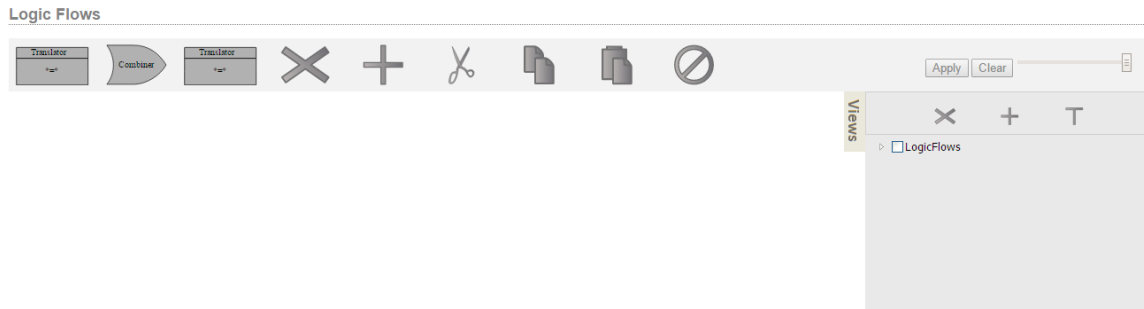 Logic Flows
Translator
*=*
Combiner
Translator
*=*
Apply
Clear
Views
LogicFlows